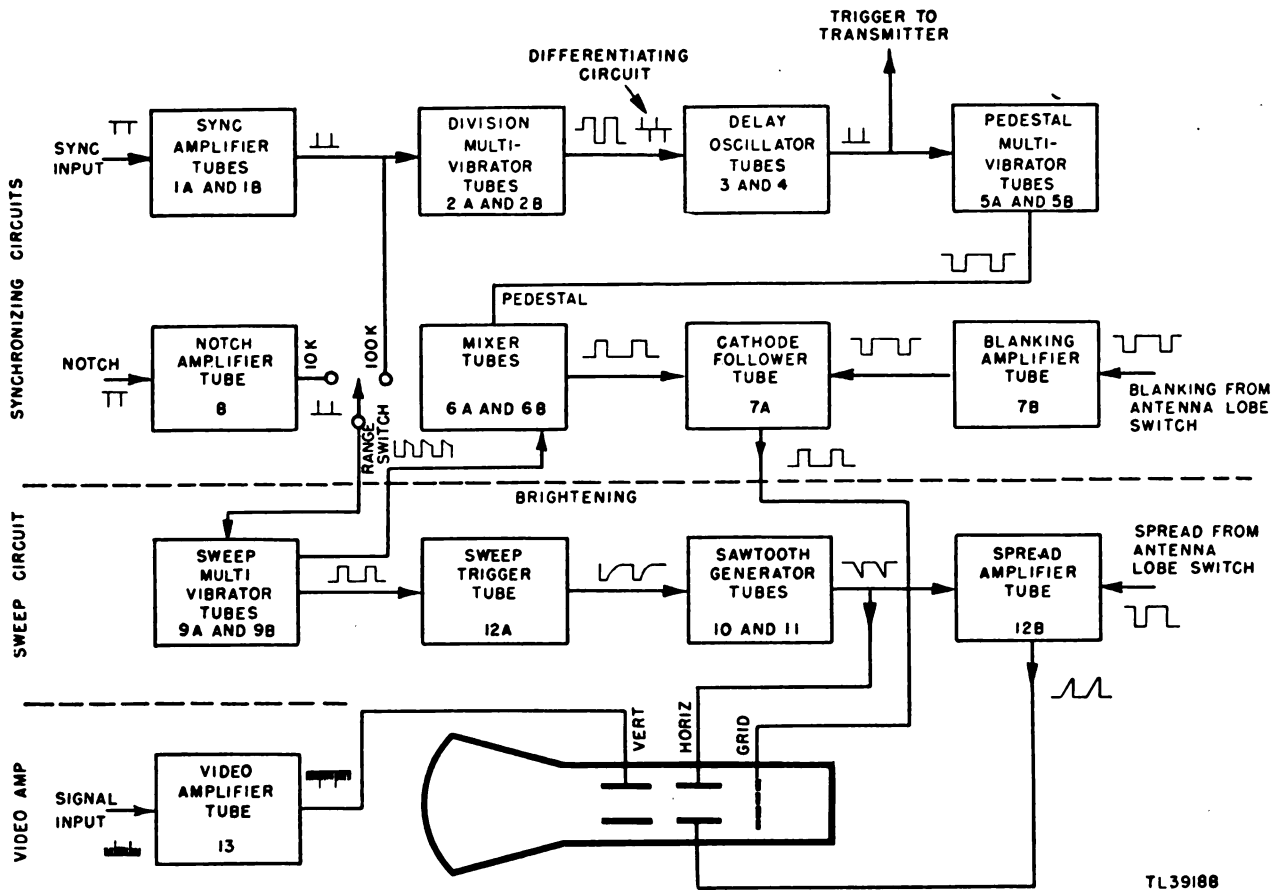 TRIGGER TO
TRANSMITTER
DIFFERENTIATING
CIRCUIT
SYNCHRONIZING CIRCUITS
SYNC
INPUT
SYNC
AMPLIFIER
TUBES
1A AND 1B
DIVISION
MULTI-
VIBRATOR
TUBES
2A AND 2B
DELAY
OSCILLATOR
TUBES
3 AND 4
PEDESTAL
MULTI-
VIBRATOR
TUBES
5A AND 5B
PEDESTAL
NOTCH
NOTCH
AMPLIFIER
TUBE
8
10K
100K
RANGE
SWITCH
MIXER
TUBES
6A AND 6B
CATHODE
FOLLOWER
TUBE
7A
BLANKING
AMPLIFIER
TUBE
7B
BLANKING FROM
ANTENNA LOBE
SWITCH
BRIGHTENING
SWEEP CIRCUIT
SWEEP
MULTI
VIBRATOR
TUBES
9A AND 9B
SWEEP
TRIGGER
TUBE
12A
SAWTOOTH
GENERATOR
TUBES
10 AND 11
SPREAD
AMPLIFIER
TUBE
12B
SPREAD FROM
ANTENNA
LOBE SWITCH
VIDEO AMP
SIGNAL
INPUT
VIDEO
AMPLIFIER
TUBE
13
VERT
HORIZ
GRID
TL39188